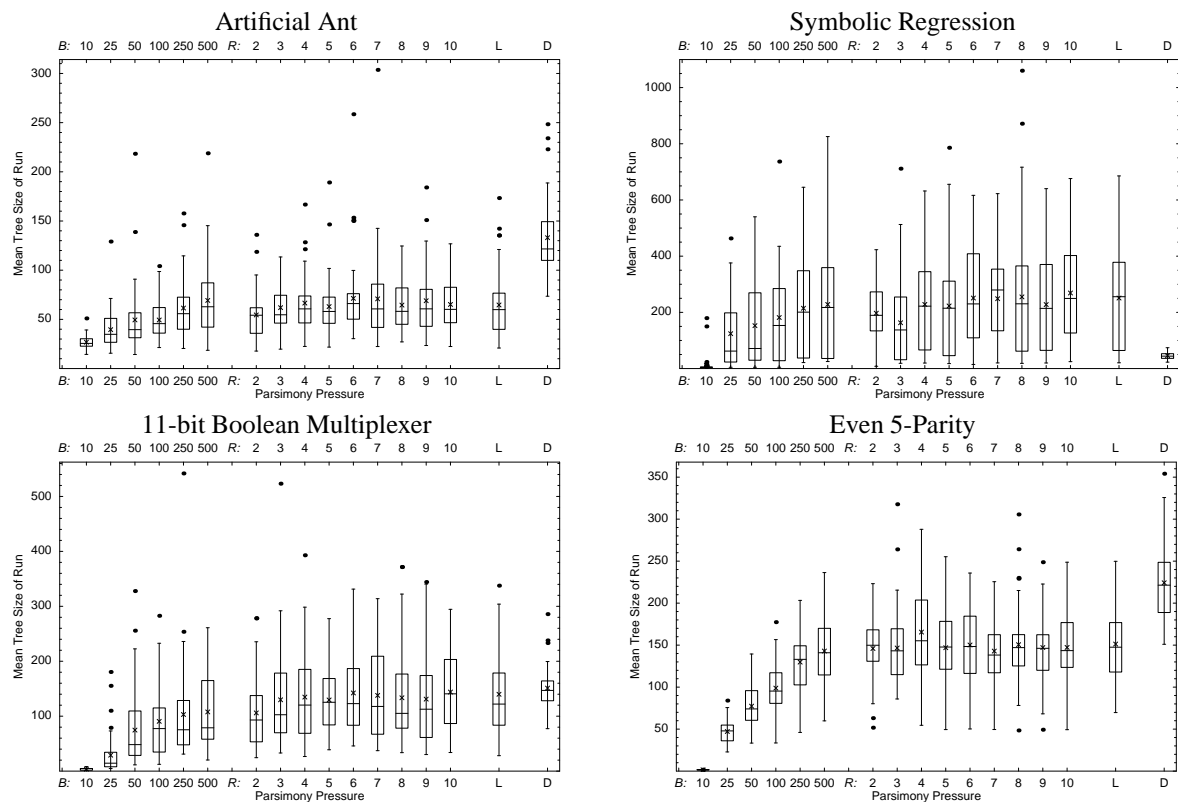 Artificial Ant
B: 10 25 50 100 250 500 R: 2 3 4 5 6 7 8 9 10 L D
300
250
200
150
100
50
Mean Tree Size of Run
B: 10 25 50 100 250 500 R: 2 3 4 5 6 7 8 9 10 L D
Parsimony Pressure
Symbolic Regression
B: 10 25 50 100 250 500 R: 2 3 4 5 6 7 8 9 10 L D
1000
800
600
400
200
Mean Tree Size of Run
B: 10 25 50 100 250 500 R: 2 3 4 5 6 7 8 9 10 L D
Parsimony Pressure
11-bit Boolean Multiplexer
B: 10 25 50 100 250 500 R: 2 3 4 5 6 7 8 9 10 L D
500
400
300
200
100
Mean Tree Size of Run
B: 10 25 50 100 250 500 R: 2 3 4 5 6 7 8 9 10 L D
Parsimony Pressure
Even 5-Parity
B: 10 25 50 100 250 500 R: 2 3 4 5 6 7 8 9 10 L D
350
300
250
200
150
100
50
Mean Tree Size of Run
B: 10 25 50 100 250 500 R: 2 3 4 5 6 7 8 9 10 L D
Parsimony Pressure